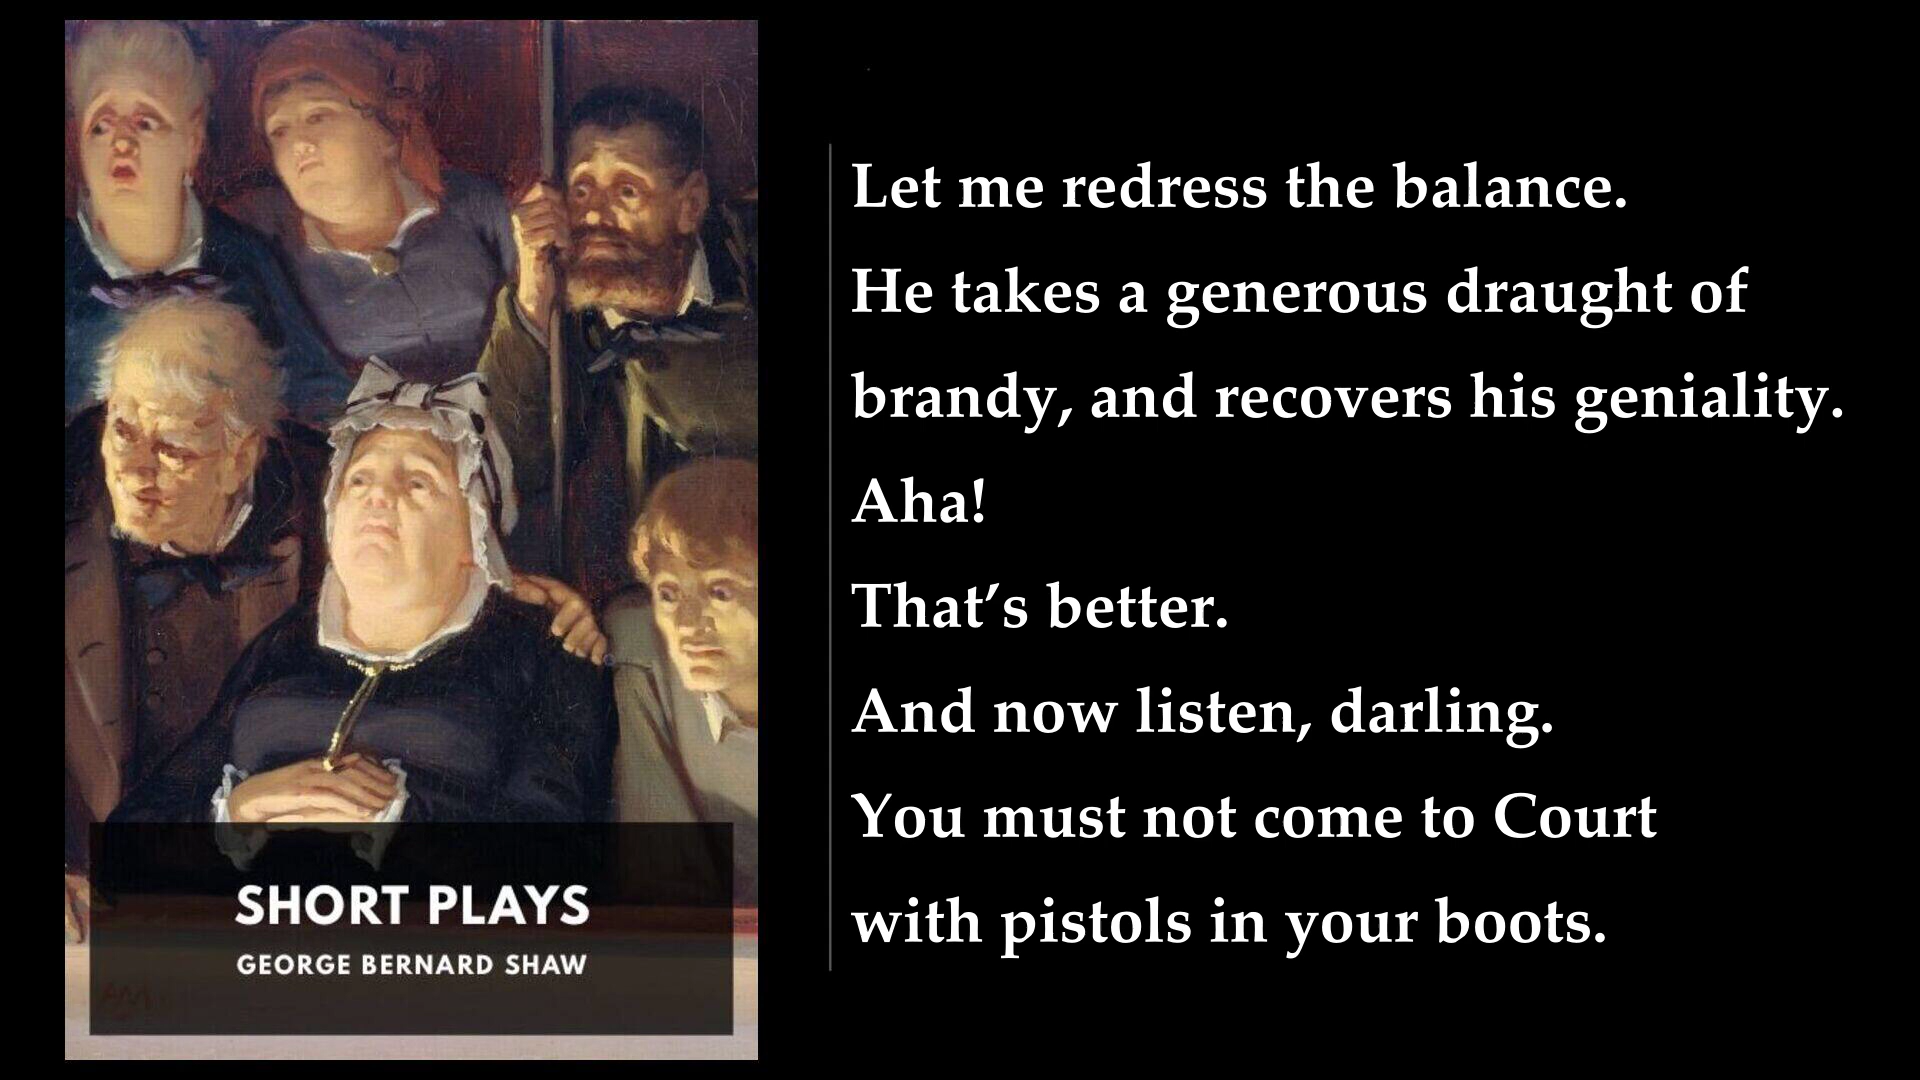 SHORT PLAYS
GEORGE BERNARD SHAW
Let me redress the balance.
He takes a generous draught of
brandy, and recovers his geniality.
Aha!
That’s better.
And now listen, darling.
You must not come to Court
with pistols in your boots.